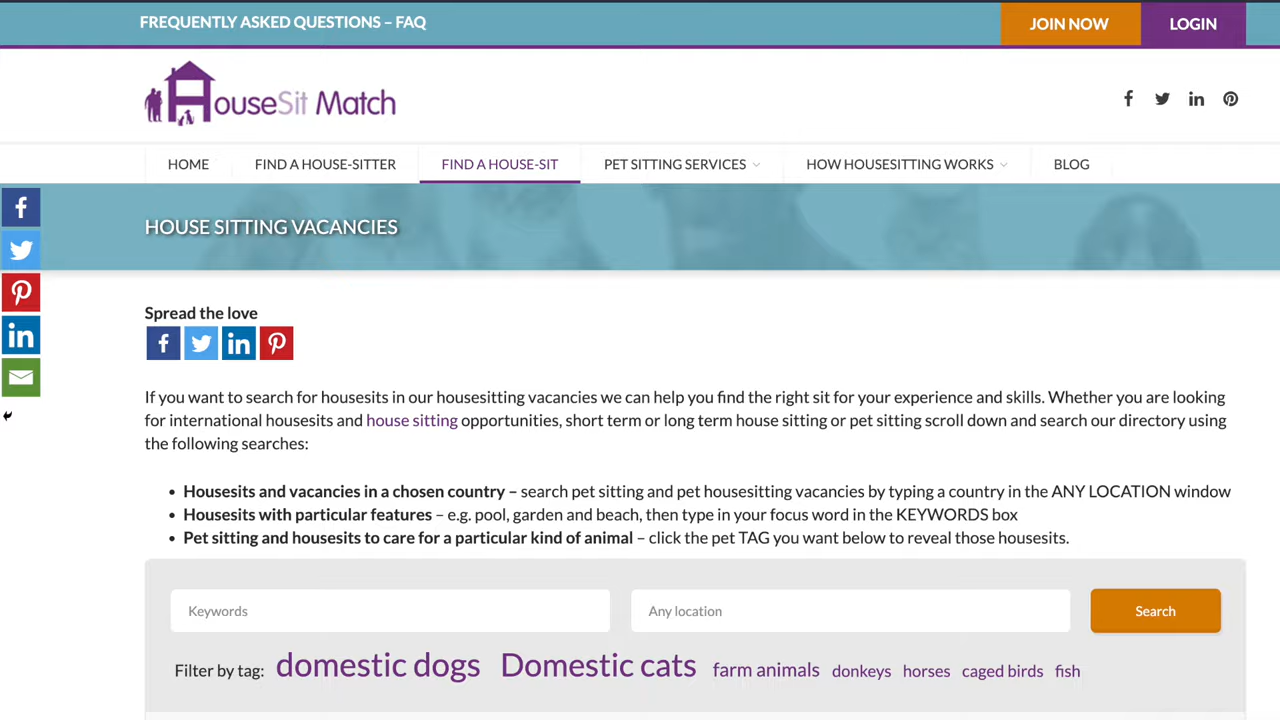 FREQUENTLY ASKED QUESTIONS – FAQ
JOIN NOW
LOGIN
HouseSit Match
HOME
FIND A HOUSE-SITTER
FIND A HOUSE-SIT
PET SITTING SERVICES
HOW HOUSESITTING WORKS
BLOG
HOUSE SITTING VACANCIES
Spread the love
If you want to search for housesits in our housesitting vacancies we can help you find the right sit for your experience and skills. Whether you are looking
for international housesits and house sitting opportunities, short term or long term house sitting or pet sitting scroll down and search our directory using
the following searches:
• Housesits and vacancies in a chosen country – search pet sitting and pet housesitting vacancies by typing a country in the ANY LOCATION window
• Housesits with particular features – e.g. pool, garden and beach, then type in your focus word in the KEYWORDS box
• Pet sitting and housesits to care for a particular kind of animal – click the pet TAG you want below to reveal those housesits.
Keywords
Any location
Search
Filter by tag: domestic dogs Domestic cats farm animals donkeys horses caged birds fish